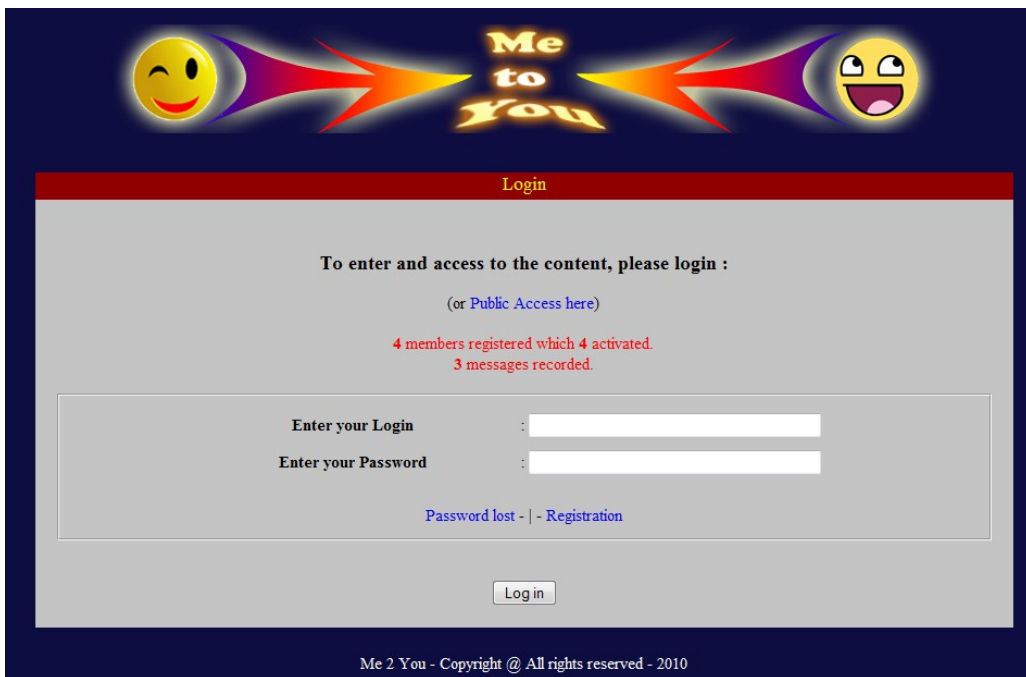 Me
to
You
Login
To enter and access to the content, please login :
(or Public Access here)
4 members registered which 4 activated.
3 messages recorded.
Enter your Login :
Enter your Password :
Password lost - | - Registration
Log in
Me 2 You - Copyright @ All rights reserved - 2010